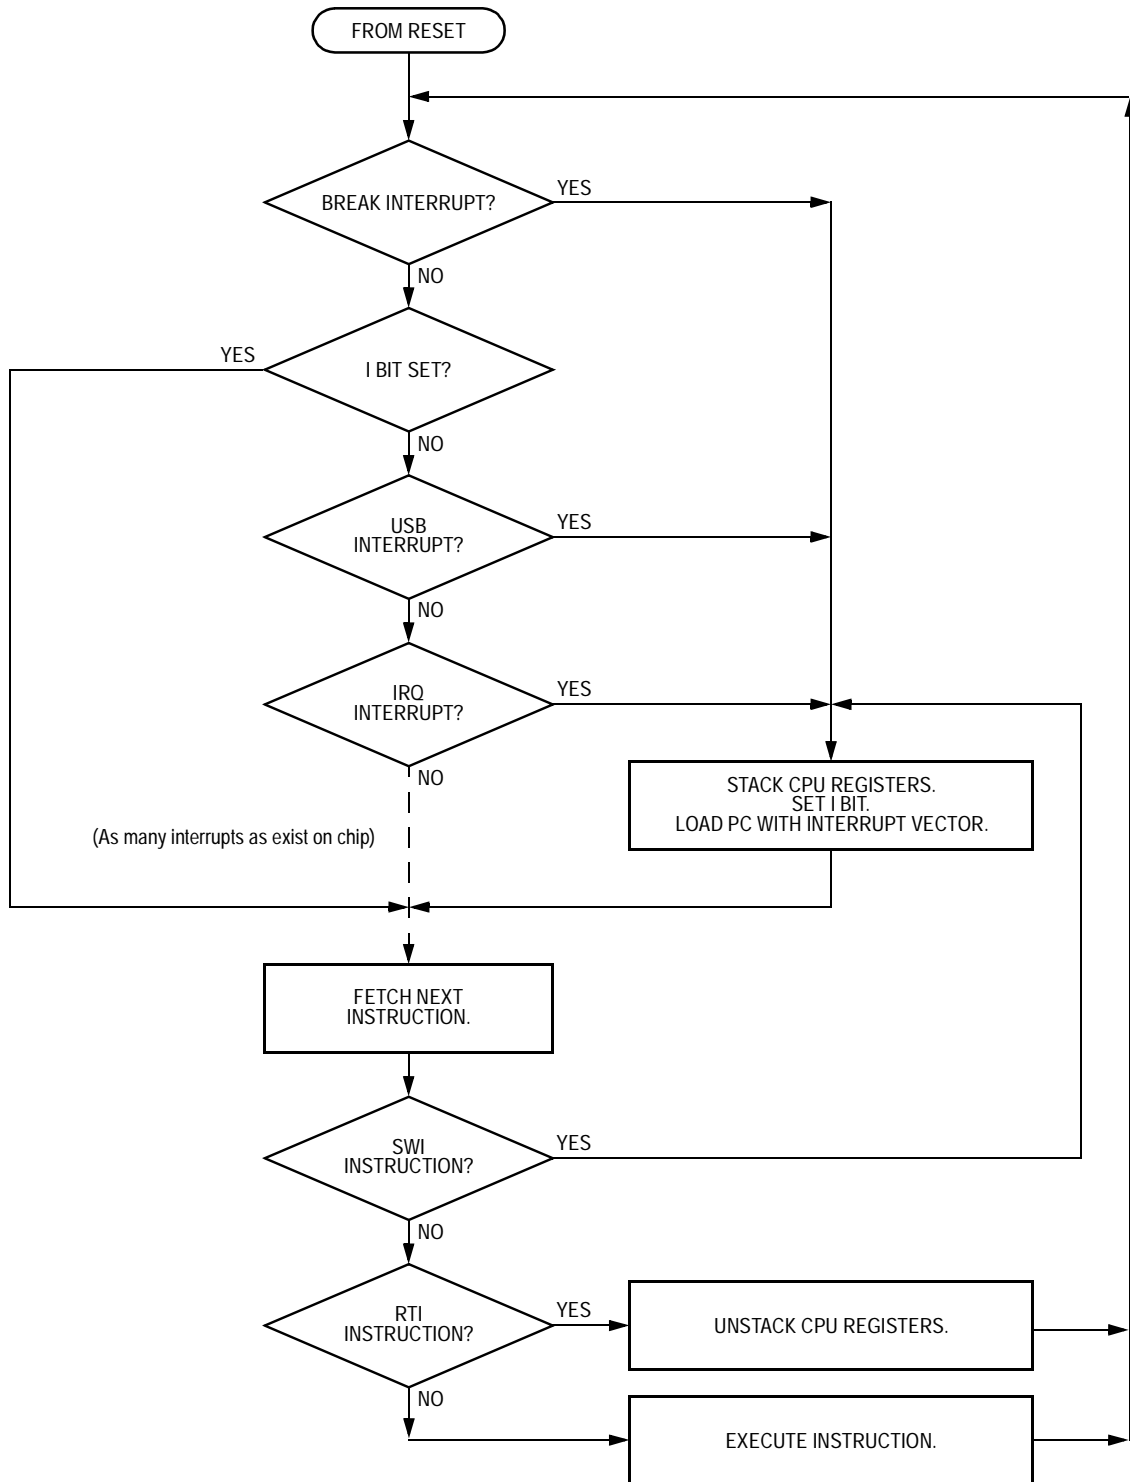 FROM RESET
BREAK INTERRUPT?
YES
NO
YES
I BIT SET?
NO
USB
INTERRUPT?
YES
NO
IRQ
INTERRUPT?
YES
NO
STACK CPU REGISTERS.
SET I BIT.
LOAD PC WITH INTERRUPT VECTOR.
(As many interrupts as exist on chip)
FETCH NEXT
INSTRUCTION.
SWI
INSTRUCTION?
YES
NO
RTI
INSTRUCTION?
YES
UNSTACK CPU REGISTERS.
NO
EXECUTE INSTRUCTION.